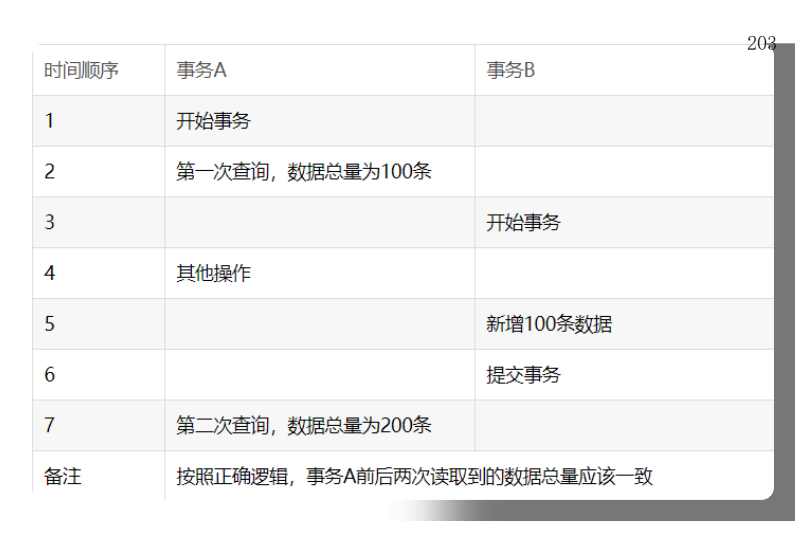 203
时间顺序 事务A 事务B
1 开始事务
2 第一次查询，数据总量为100条
3 开始事务
4 其他操作
5 新增100条数据
6 提交事务
7 第二次查询，数据总量为200条
备注 按照正确逻辑，事务A前后两次读取到的数据总量应该一致